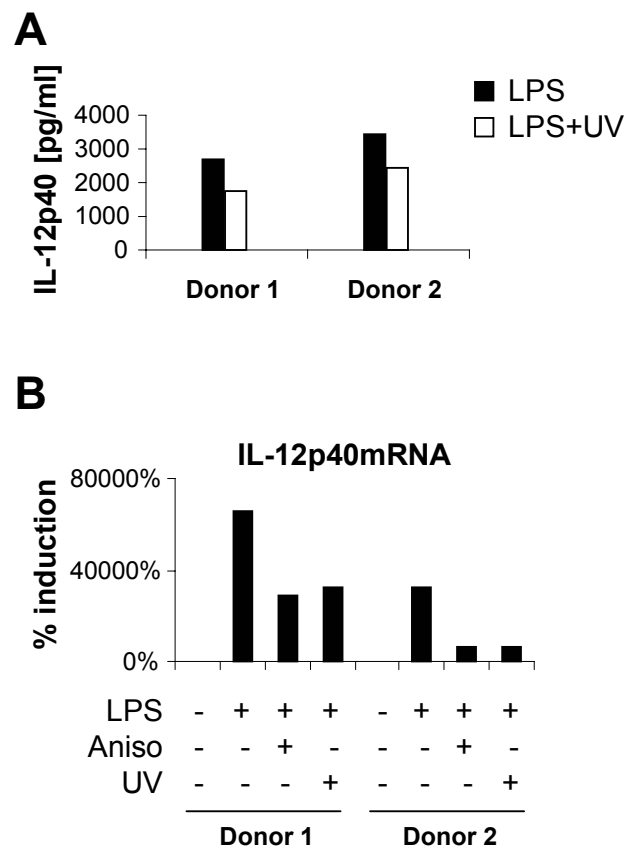 A
IL-12p40 [pg/ml]
4000
3000
2000
1000
0
LPS
LPS+UV
Donor 1 Donor 2
B
IL-12p40mRNA
% induction
80000%
40000%
0%
LPS - + + + - + + +
Aniso - - + - - - + -
UV - - - + - - - +
Donor 1 Donor 2